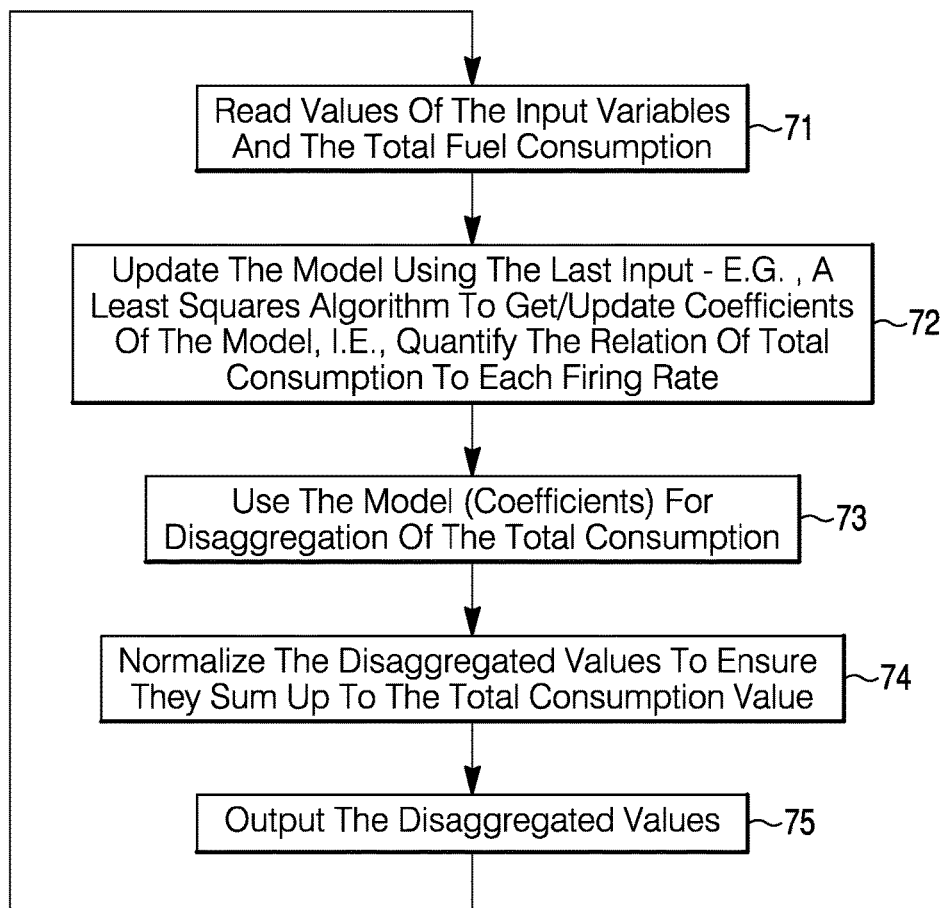 Read Values Of The Input Variables
And The Total Fuel Consumption
71
Update The Model Using The Last Input - E.G. , A
Least Squares Algorithm To Get/Update Coefficients
Of The Model, I.E., Quantify The Relation Of Total
Consumption To Each Firing Rate
72
Use The Model (Coefficients) For
Disaggregation Of The Total Consumption
73
Normalize The Disaggregated Values To Ensure
They Sum Up To The Total Consumption Value
74
Output The Disaggregated Values
75